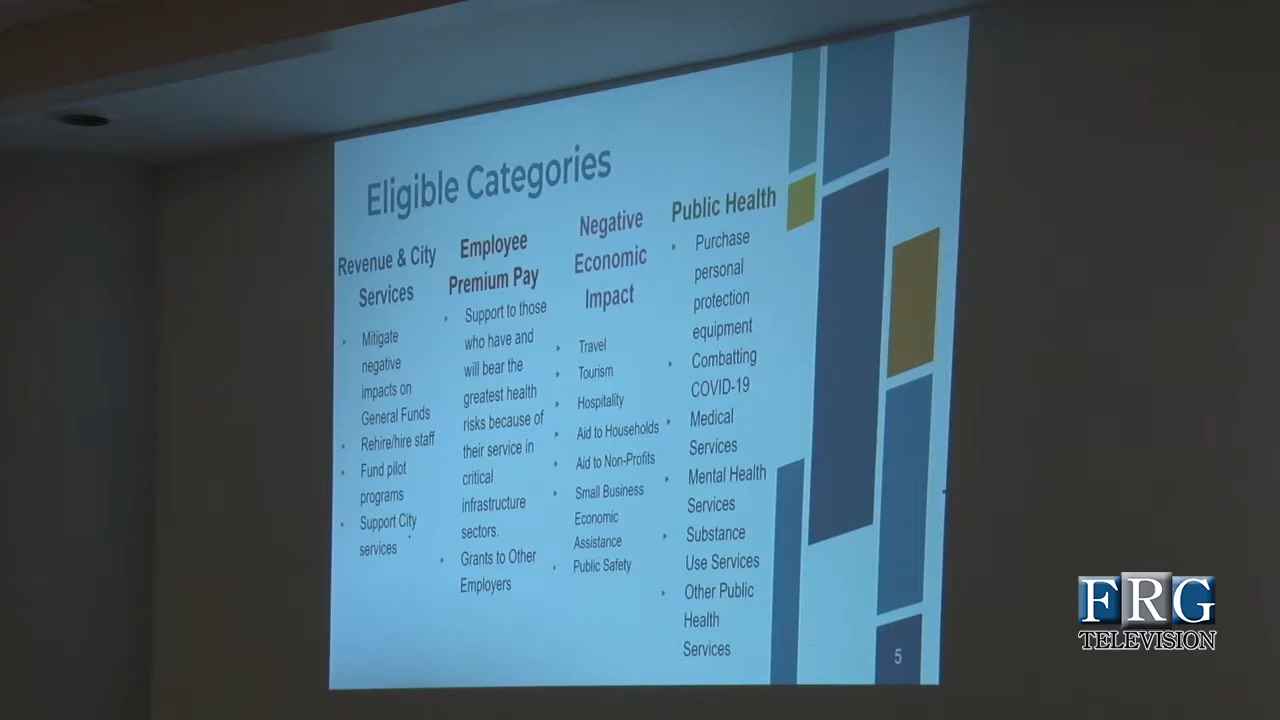 Eligible Categories
Revenue & City
Services
Mitigate
negative
impacts on
General Funds
Rehire/hire staff
Fund pilot
programs
Support City
services
Employee
Premium Pay
Support to those
who have and
will bear the
greatest health
risks because of
their service in
critical
infrastructure
sectors.
Grants to Other
Employers
Negative
Economic
Impact
Travel
Tourism
Hospitality
Aid to Households
Aid to Non-Profits
Small Business
Economic
Assistance
Public Safety
Public Health
Purchase
personal
protection
equipment
Combatting
COVID-19
Medical
Services
Mental Health
Services
Substance
Use Services
Other Public
Health
Services
5
FRG
TELEVISION